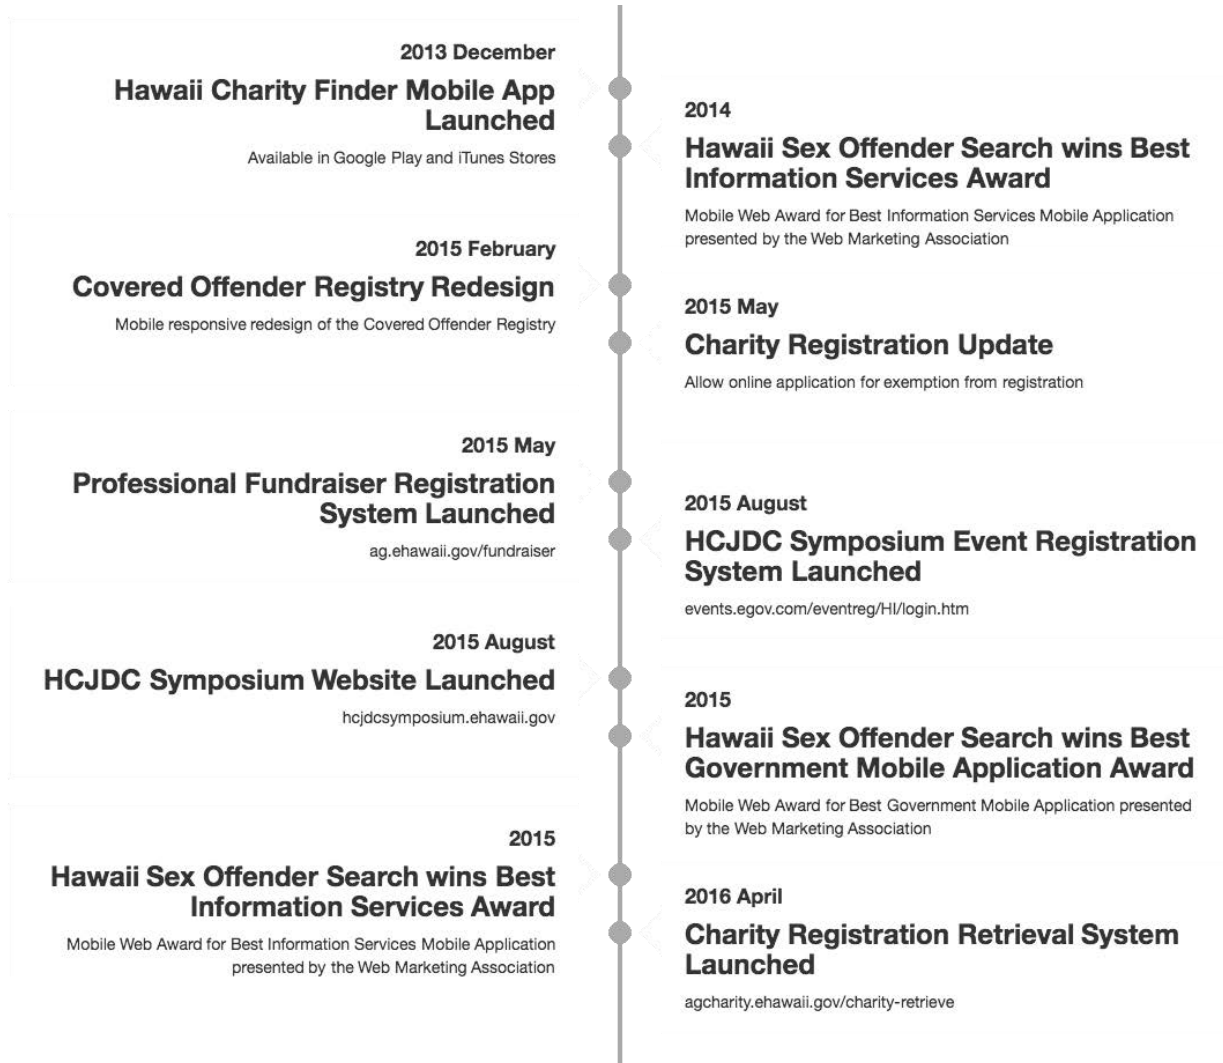 2013 December
Hawaii Charity Finder Mobile App
Launched
Available in Google Play and iTunes Stores
2014
Hawaii Sex Offender Search wins Best
Information Services Award
Mobile Web Award for Best Information Services Mobile Application
presented by the Web Marketing Association
2015 February
Covered Offender Registry Redesign
Mobile responsive redesign of the Covered Offender Registry
2015 May
Charity Registration Update
Allow online application for exemption from registration
2015 May
Professional Fundraiser Registration
System Launched
ag.ehawaii.gov/fundraiser
2015 August
HCJDC Symposium Event Registration
System Launched
events.egov.com/eventreg/HI/login.htm
2015 August
HCJDC Symposium Website Launched
hcjdcsymposium.ehawaii.gov
2015
Hawaii Sex Offender Search wins Best
Government Mobile Application Award
Mobile Web Award for Best Government Mobile Application presented
by the Web Marketing Association
2015
Hawaii Sex Offender Search wins Best
Information Services Award
Mobile Web Award for Best Information Services Mobile Application
presented by the Web Marketing Association
2016 April
Charity Registration Retrieval System
Launched
agcharity.ehawaii.gov/charity-retrieve